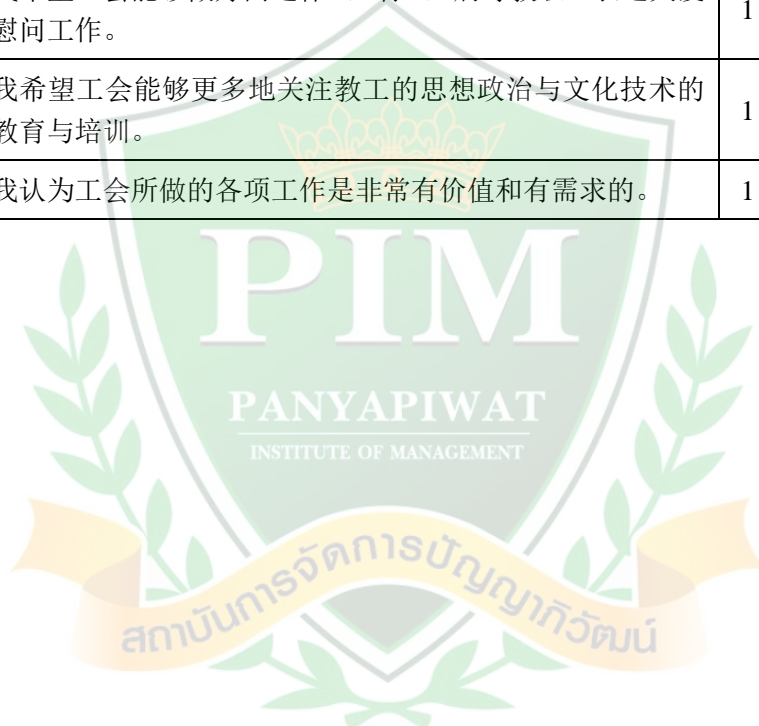 慰问工作。
1
我希望工会能够更多地关注教工的思想政治与文化技术的
教育与培训。
1
我认为工会所做的各项工作是非常有价值和有需求的。
1
PIM
PANYAPIWAT
INSTITUTE OF MANAGEMENT
สถาบันการจัดการปัญญาภิวัฒน์